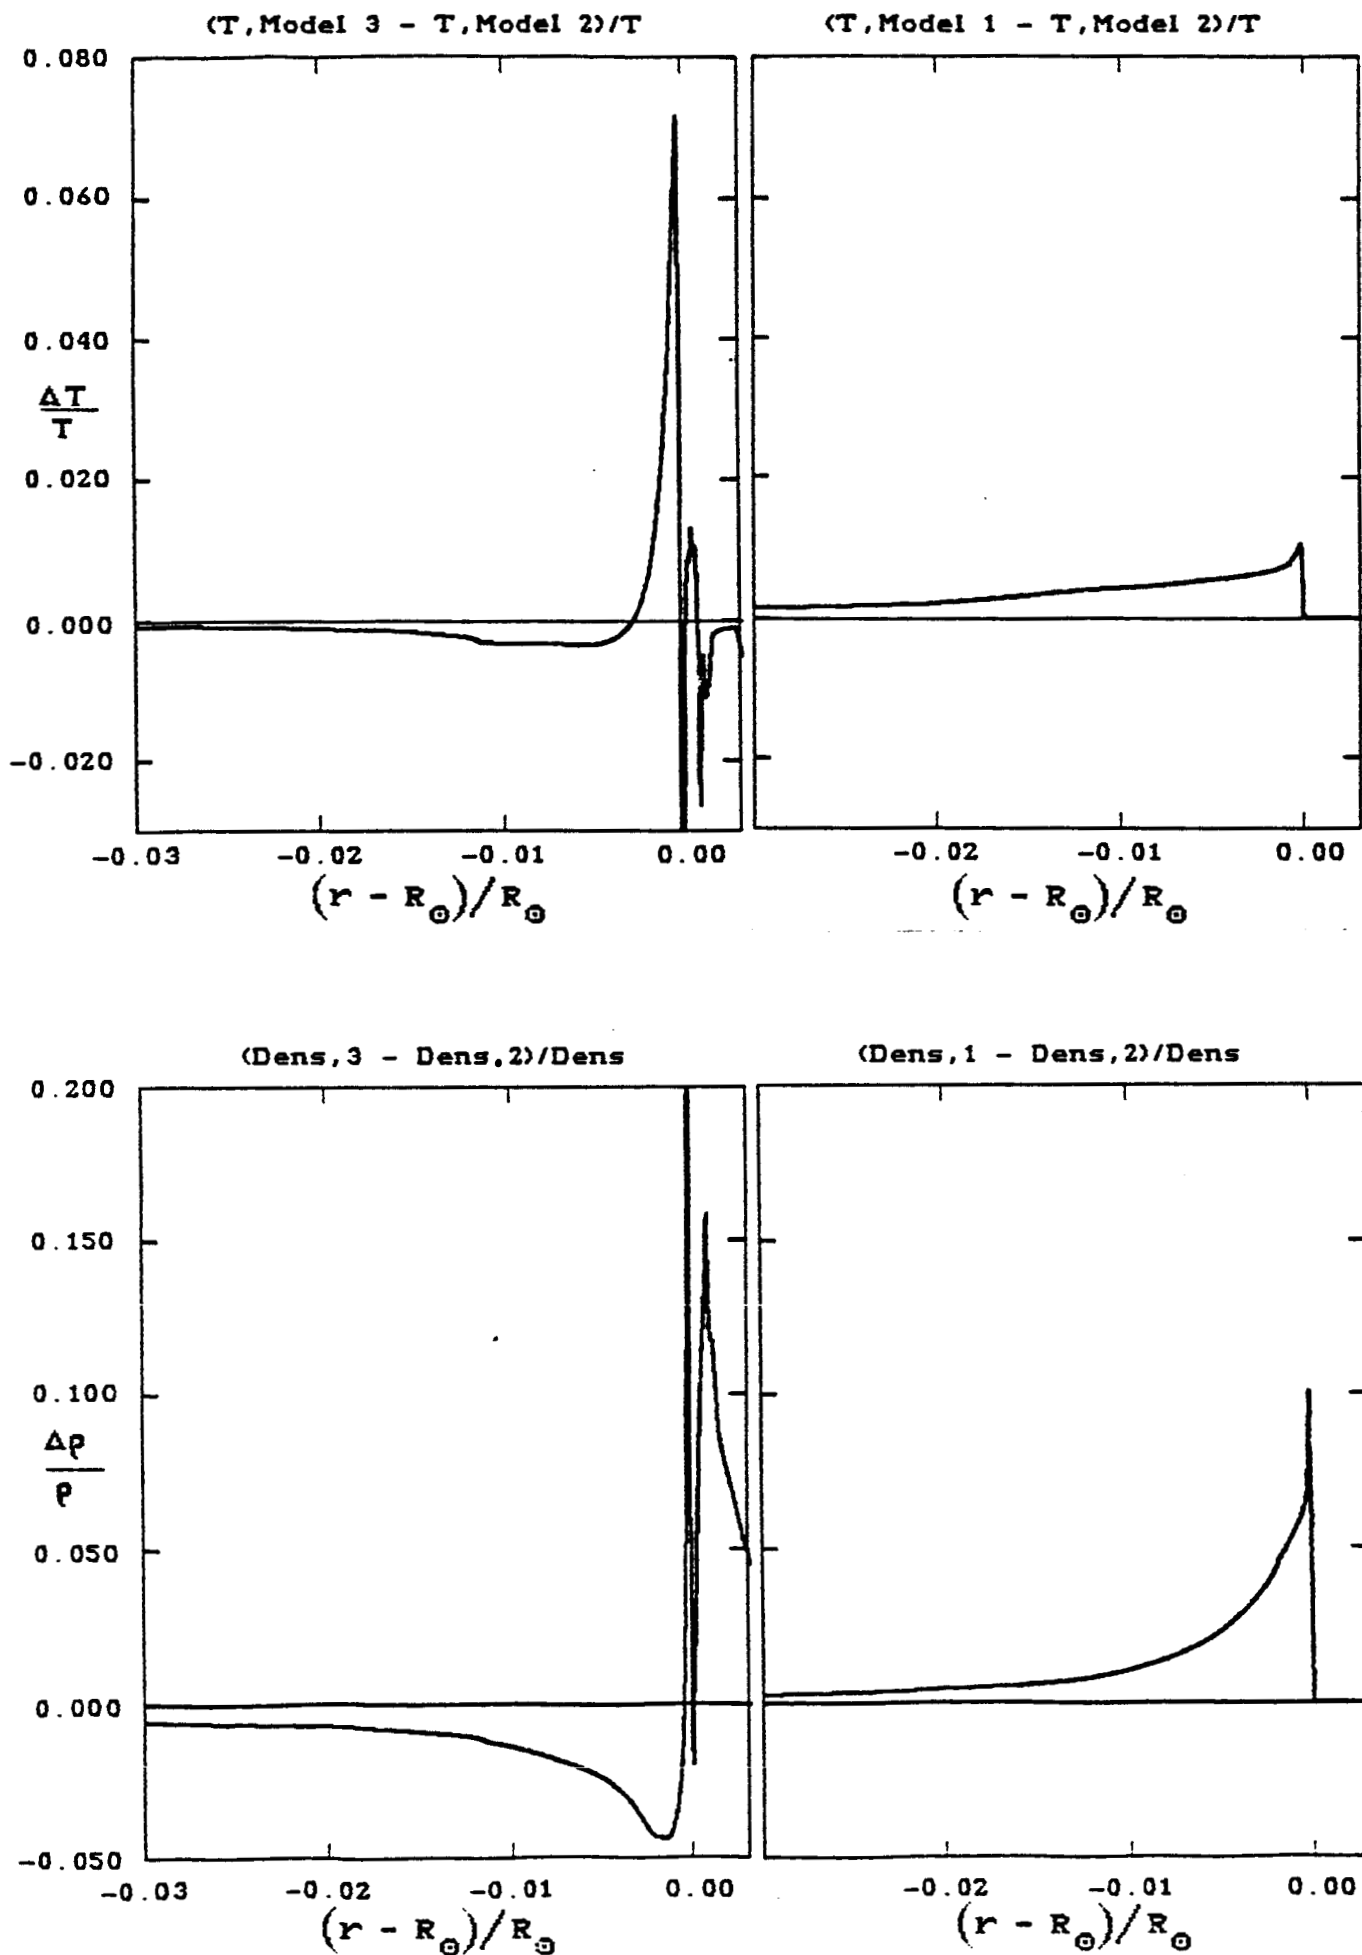 (T,Model 3 - T,Model 2)/T
(T,Model 1 - T,Model 2)/T
0.080
0.060
0.040
ΔT
T
0.020
0.000
-0.020
-0.03
-0.02
-0.01
0.00
-0.02
-0.01
0.00
(r - R⊙)/R⊙
(r - R⊙)/R⊙
(Dens,3 - Dens,2)/Dens
(Dens,1 - Dens,2)/Dens
0.200
0.150
0.100
Δρ
ρ
0.050
0.000
-0.050
-0.03
-0.02
-0.01
0.00
-0.02
-0.01
0.00
(r - R⊙)/R⊙
(r - R⊙)/R⊙